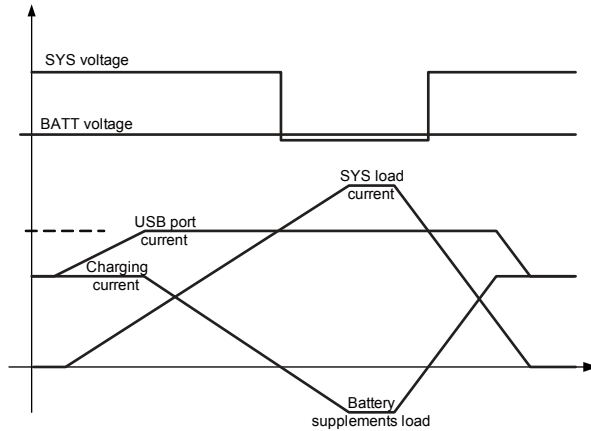 SYS voltage
BATT voltage
SYS load
current
USB port
current
Charging
current
Battery
supplements load